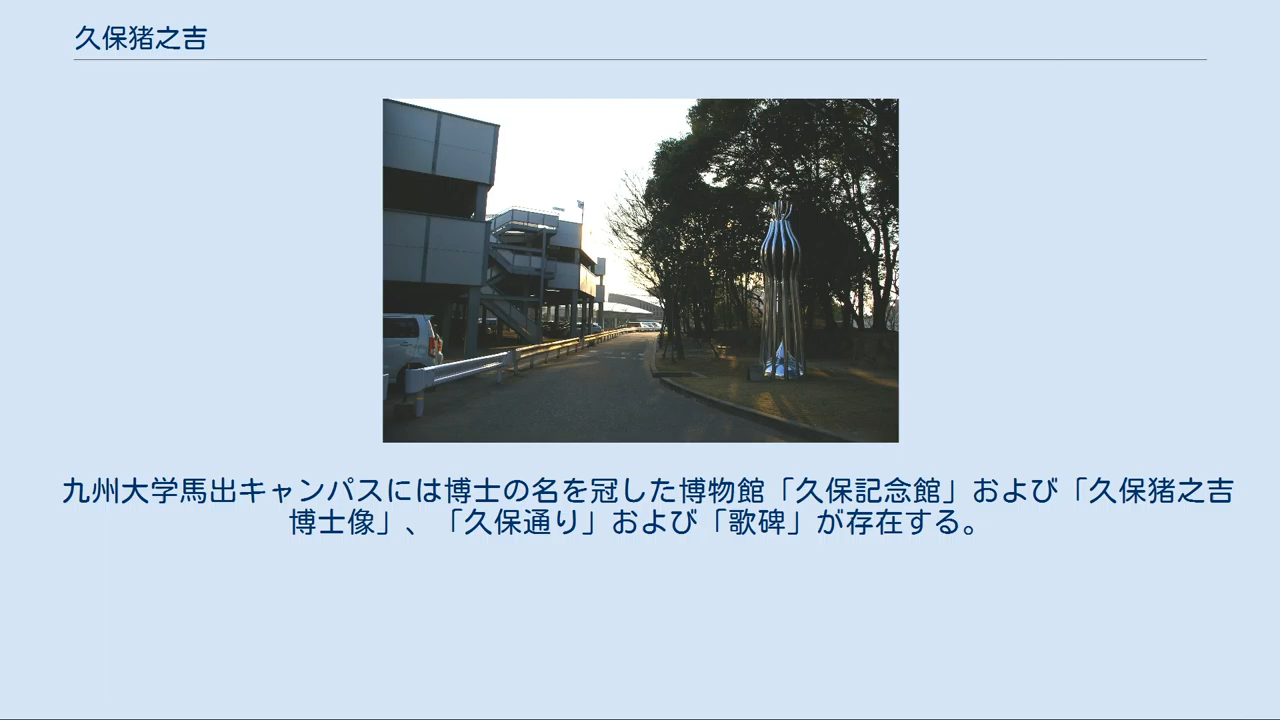 久保猪之吉
九州大学馬出キャンパスには博士の名を冠した博物館「久保記念館」および「久保猪之吉
博士像」、「久保通り」および「歌碑」が存在する。